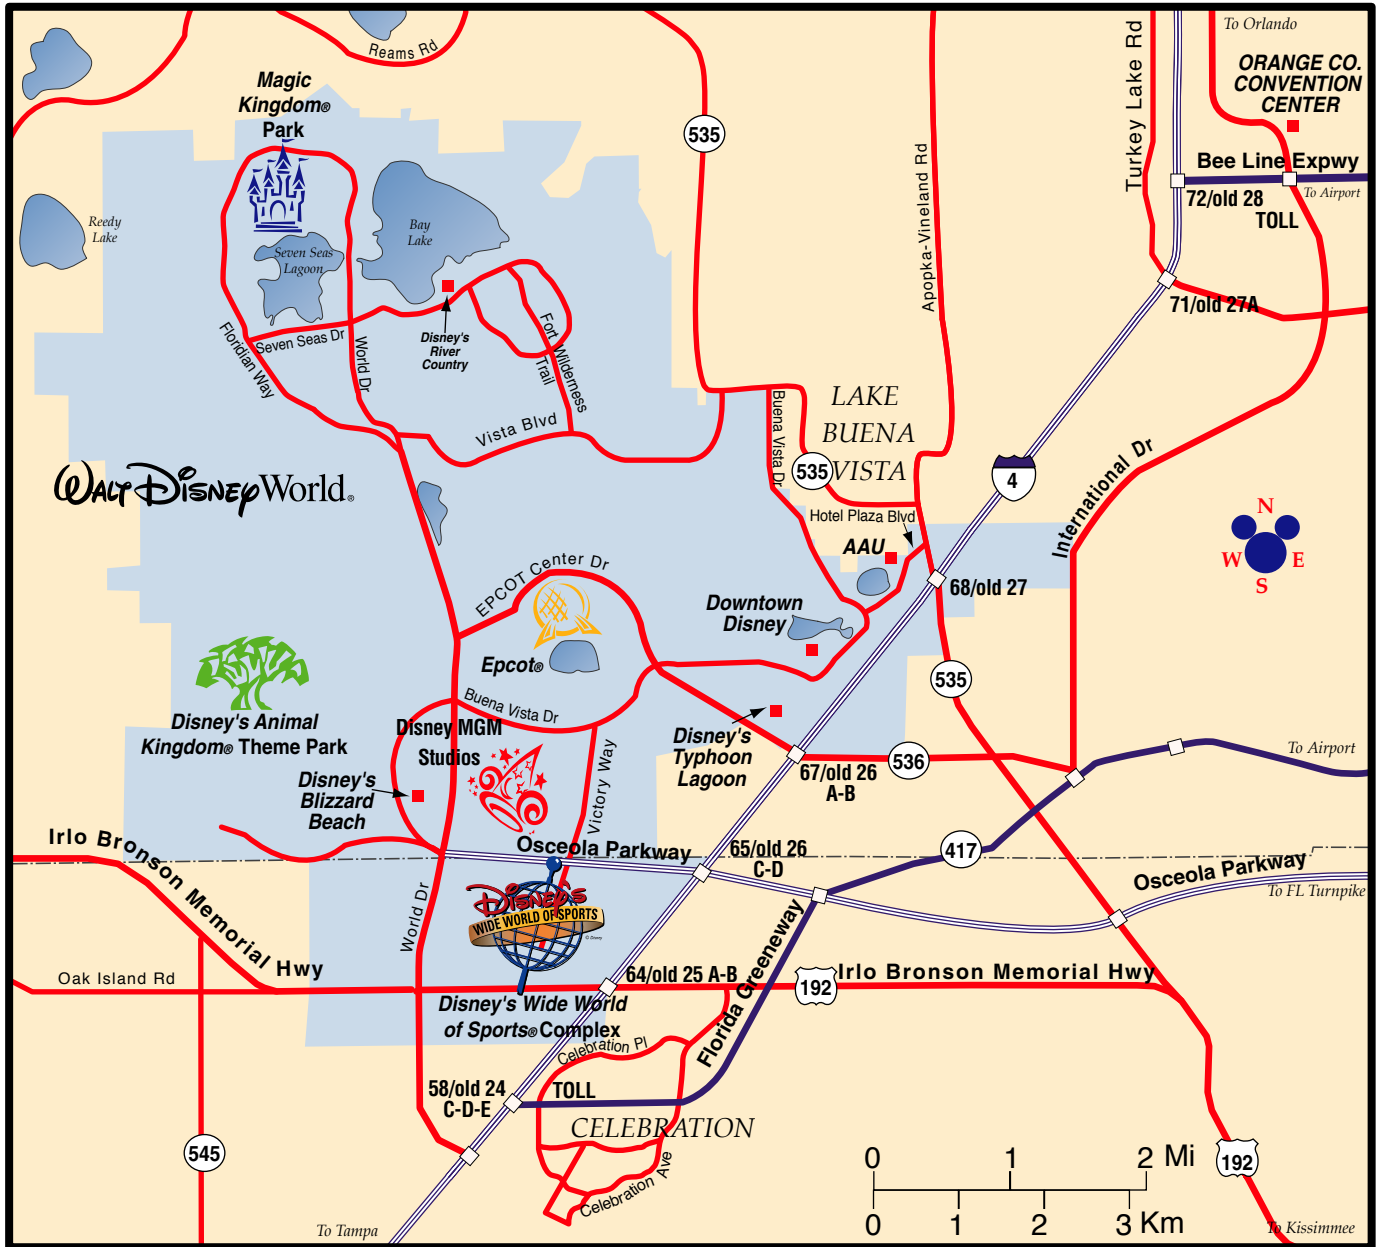 Reams Rd
To Orlando
Magic
Kingdom®
Park
ORANGE CO.
CONVENTION
CENTER
535
Turkey Lake Rd
Apopka-Vineland Rd
Bee Line Expwy
To Airport
72/old 28
TOLL
Reedy
Lake
Bay
Lake
Seven Seas
Lagoon
71/old 27A
Floridian Way
Seven Seas Dr
World Dr
Disney's
River
Country
Fort Wilderness
Trail
Vista Blvd
Buena Vista Dr
LAKE
BUENA
VISTA
535
4
International Dr
Walt Disney World®
Hotel Plaza Blvd
AAU
N
W E
S
EPCOT Center Dr
68/old 27
Downtown
Disney
Epcot®
535
Buena Vista Dr
Disney's Animal
Kingdom® Theme Park
Disney MGM
Studios
Disney's
Typhoon
Lagoon
536
To Airport
67/old 26
A-B
Disney's
Blizzard
Beach
Victory Way
Irlo Bronson Memorial Hwy
Osceola Parkway
65/old 26
C-D
417
Osceola Parkway
To FL Turnpike
World Dr
DISNEY'S
WIDE WORLD OF SPORTS
© Disney
Florida Greeneway
Oak Island Rd
64/old 25 A-B
192
Irlo Bronson Memorial Hwy
Disney's Wide World
of Sports® Complex
Celebration Pl
58/old 24
C-D-E
TOLL
CELEBRATION
545
Celebration Ave
0 1 2 Mi
0 1 2 3 Km
192
To Tampa
To Kissimmee